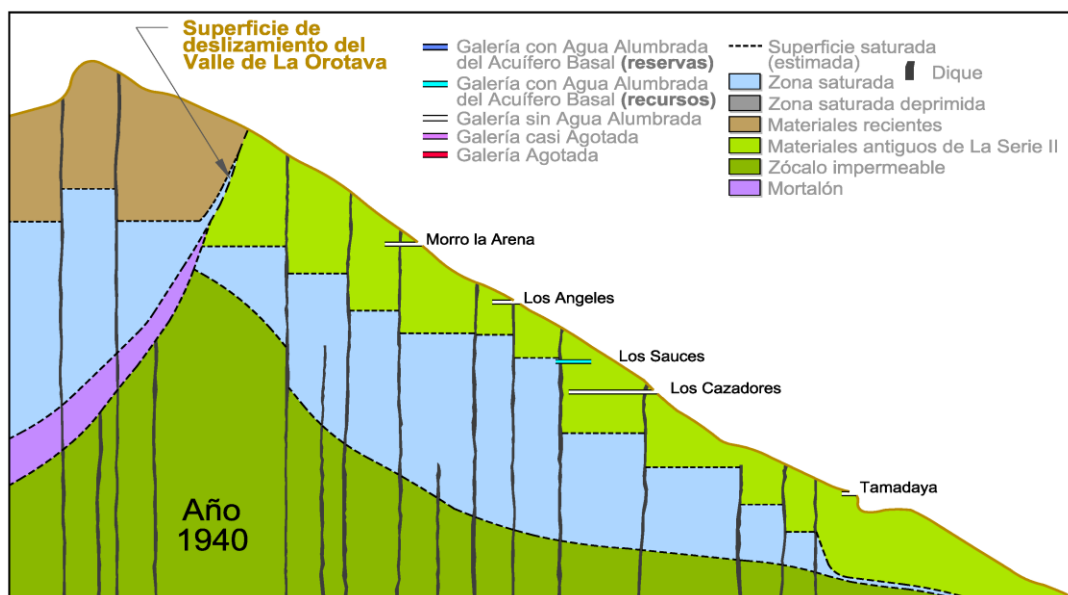 Superficie de
deslizamiento del
Valle de La Orotava
Galería con Agua Alumbrada
del Acuífero Basal (reservas)
Galería con Agua Alumbrada
del Acuífero Basal (recursos)
Galería sin Agua Alumbrada
Galería casi Agotada
Galería Agotada
Superficie saturada
(estimada)
Dique
Zona saturada
Zona saturada deprimida
Materiales recientes
Materiales antiguos de La Serie II
Zócalo impermeable
Mortalón
Morro la Arena
Los Angeles
Los Sauces
Los Cazadores
Tamadaya
Año
1940